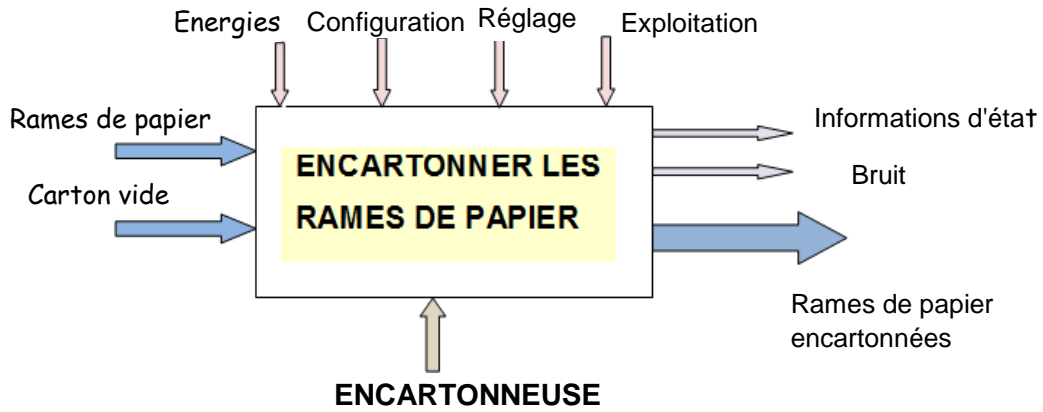 Energies Configuration Réglage Exploitation
Rames de papier
Informations d'état
ENCARTONNER LES
Bruit
Carton vide
RAMES DE PAPIER
Rames de papier
encartonnées
ENCARTONNEUSE